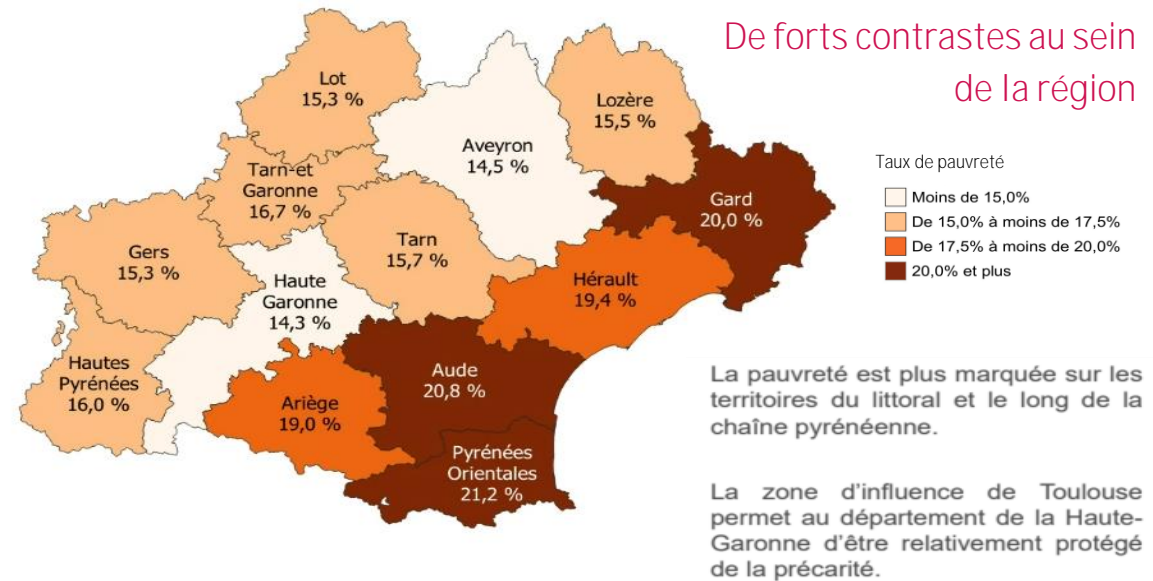 De forts contrastes au sein
de la région
Lot
15,3 %
Lozère
15,5 %
Aveyron
14,5 %
Tarn-et
Garonne
16,7 %
Gard
20,0 %
Gers
15,3 %
Tarn
15,7 %
Haute
Garonne
14,3 %
Hérault
19,4 %
Hautes
Pyrénées
16,0 %
Ariège
19,0 %
Aude
20,8 %
Pyrénées
Orientales
21,2 %
Taux de pauvreté
Moins de 15,0%
De 15,0% à moins de 17,5%
De 17,5% à moins de 20,0%
20,0% et plus
La pauvreté est plus marquée sur les
territoires du littoral et le long de la
chaîne pyrénéenne.
La zone d'influence de Toulouse
permet au département de la Haute-
Garonne d'être relativement protégé
de la précarité.